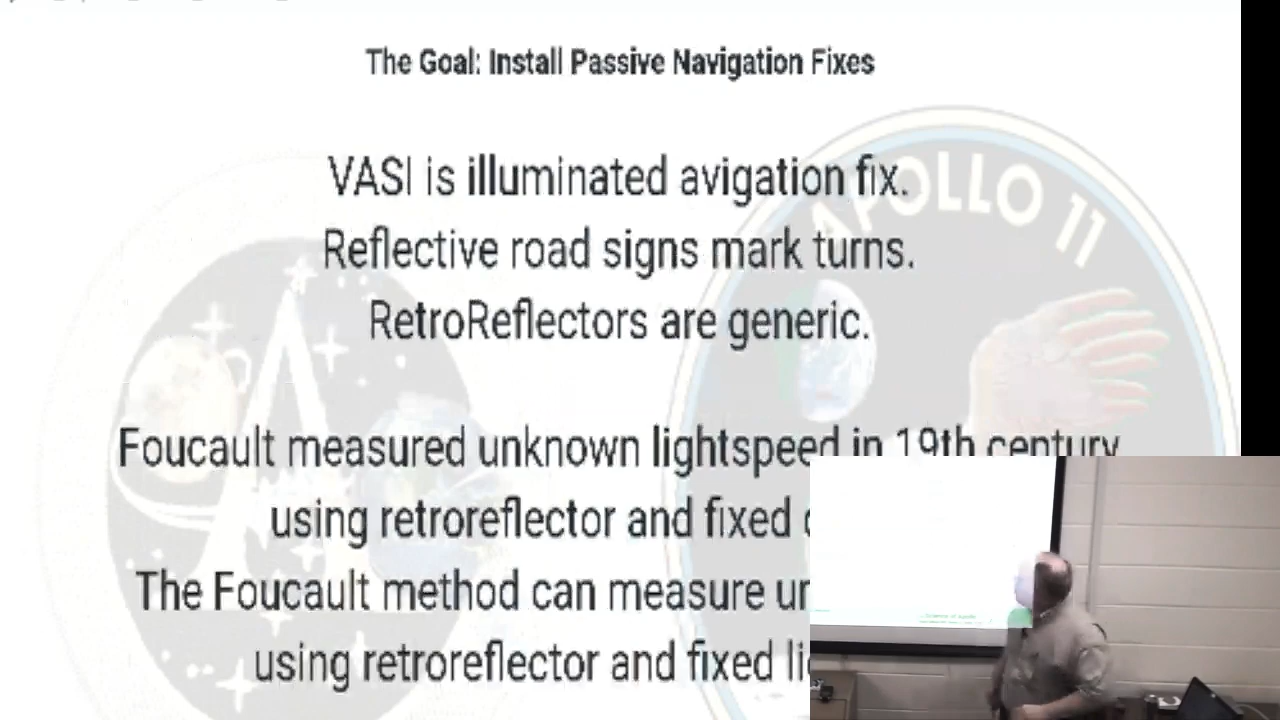 The Goal: Install Passive Navigation Fixes
VASI is illuminated avigation fix.
Reflective road signs mark turns.
RetroReflectors are generic.
APOLLO 11
Foucault measured unknown lightspeed in 19th century
using retroreflector and fixed
The Foucault method can measure
using retroreflector and fixed